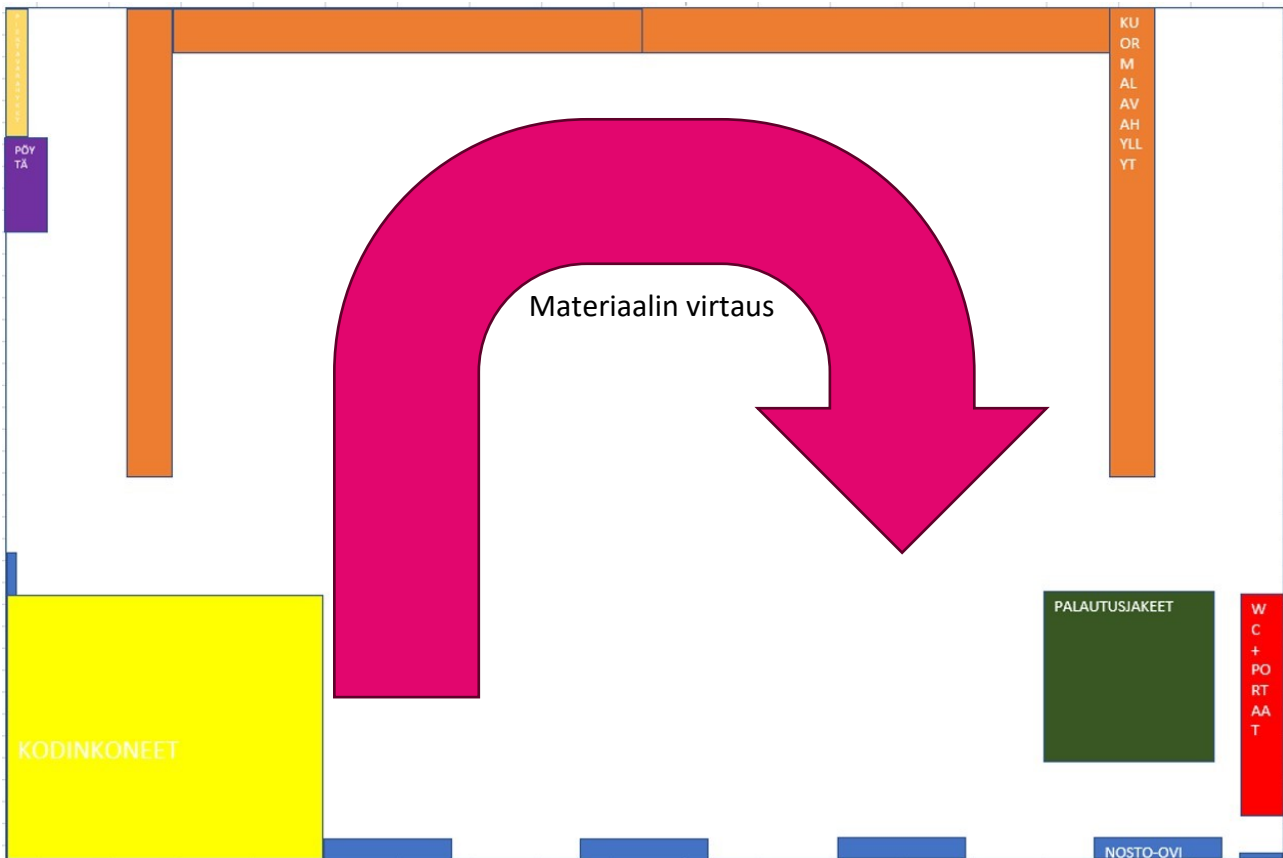 KU
OR
M
AL
AV
AH
YLL
YT
PÖY
TÄ
Materiaalin virtaus
PALAUTUSJAKEET
W
C
+
PO
RT
AA
T
KODINKONEET
NOSTO-OVI